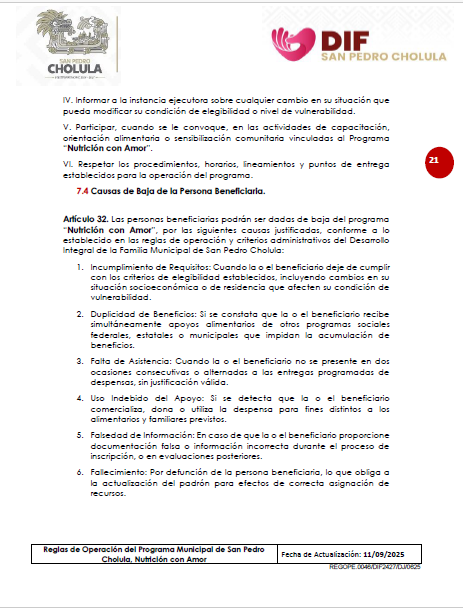 SAN PEDRO
CHOLULA
DIF
SAN PEDRO CHOLULA
IV. Informar a la instancia ejecutora sobre cualquier cambio en su situación que
pueda modificar su condición de elegibilidad o nivel de vulnerabilidad.
V. Participar, cuando se le convoque, en las actividades de capacitación,
orientación alimentaria o sensibilización comunitaria vinculadas al Programa
“Nutrición con Amor”.
VI. Respetar los procedimientos, horarios, lineamientos y puntos de entrega
establecidos para la operación del programa.
21
7.4 Causas de Baja de la Persona Beneficiaria.
Artículo 32. Las personas beneficiarias podrán ser dadas de baja del programa
“Nutrición con Amor”, por las siguientes causas justificadas, conforme a lo
establecido en las reglas de operación y criterios administrativos del Desarrollo
Integral de la Familia Municipal de San Pedro Cholula:
1. Incumplimiento de Requisitos: Cuando la o el beneficiario deje de cumplir
con los criterios de elegibilidad establecidos, incluyendo cambios en su
situación socioeconómica o de residencia que afecten su condición de
vulnerabilidad.
2. Duplicidad de Beneficios: Si se constata que la o el beneficiario recibe
simultáneamente apoyos alimentarios de otros programas sociales
federales, estatales o municipales que impidan la acumulación de
beneficios.
3. Falta de Asistencia: Cuando la o el beneficiario no se presente en dos
ocasiones consecutivas o alternadas a las entregas programadas de
despensas, sin justificación válida.
4. Uso Indebido del Apoyo: Si se detecta que la o el beneficiario
comercializa, dona o utiliza la despensa para fines distintos a los
alimentarios y familiares previstos.
5. Falsedad de Información: En caso de que la o el beneficiario proporcione
documentación falsa o información incorrecta durante el proceso de
inscripción, o en evaluaciones posteriores.
6. Fallecimiento: Por defunción de la persona beneficiaria, lo que obliga a
la actualización del padrón para efectos de correcta asignación de
recursos.
Reglas de Operación del Programa Municipal de San Pedro
Cholula, Nutrición con Amor
Fecha de Actualización: 11/09/2025
REGOPE.0046/DIF2427/DJ/0625